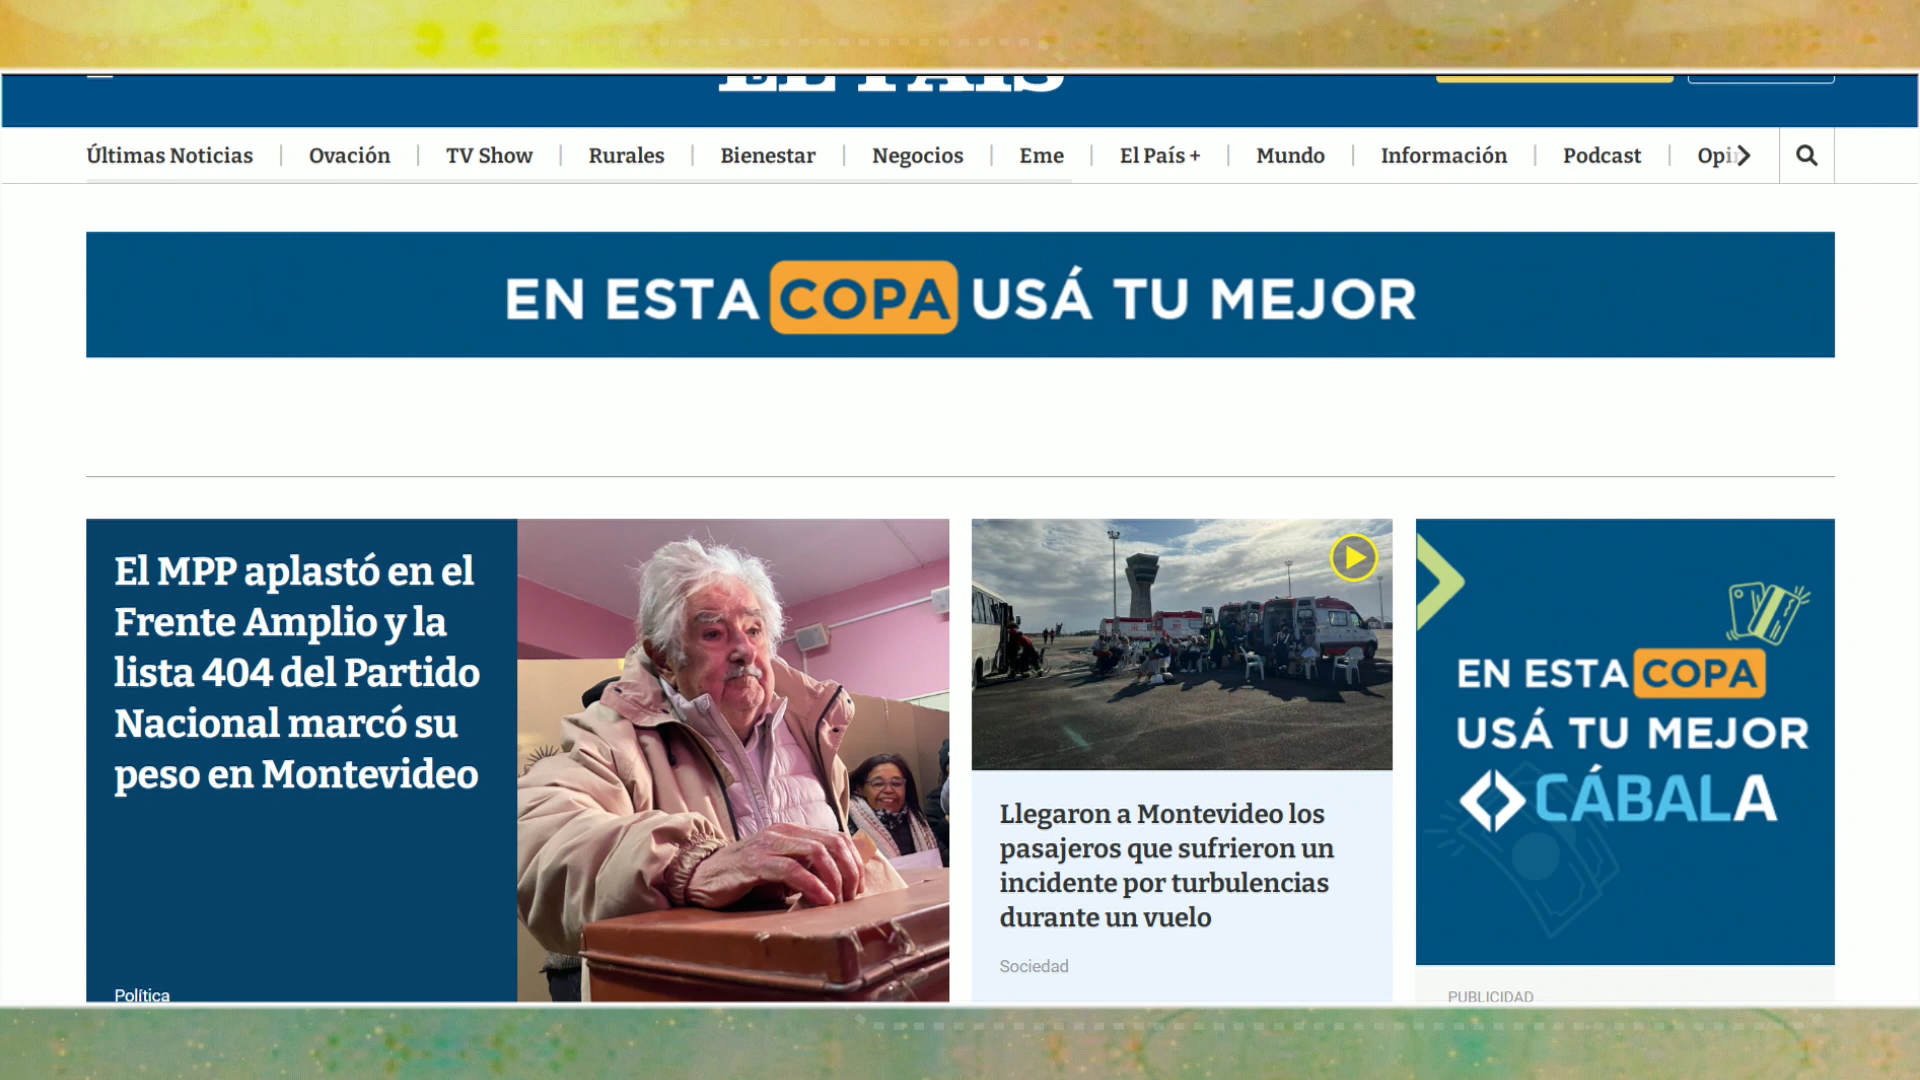 EL PAIS
Últimas Noticias | Ovación | TV Show | Rurales | Bienestar | Negocios | Eme | El País + | Mundo | Información | Podcast | Opi
EN ESTA COPA USÁ TU MEJOR
El MPP aplastó en el
Frente Amplio y la
lista 404 del Partido
Nacional marcó su
peso en Montevideo
Política
Llegaron a Montevideo los
pasajeros que sufrieron un
incidente por turbulencias
durante un vuelo
Sociedad
EN ESTA COPA
USÁ TU MEJOR
CÁBALA
PUBLICIDAD